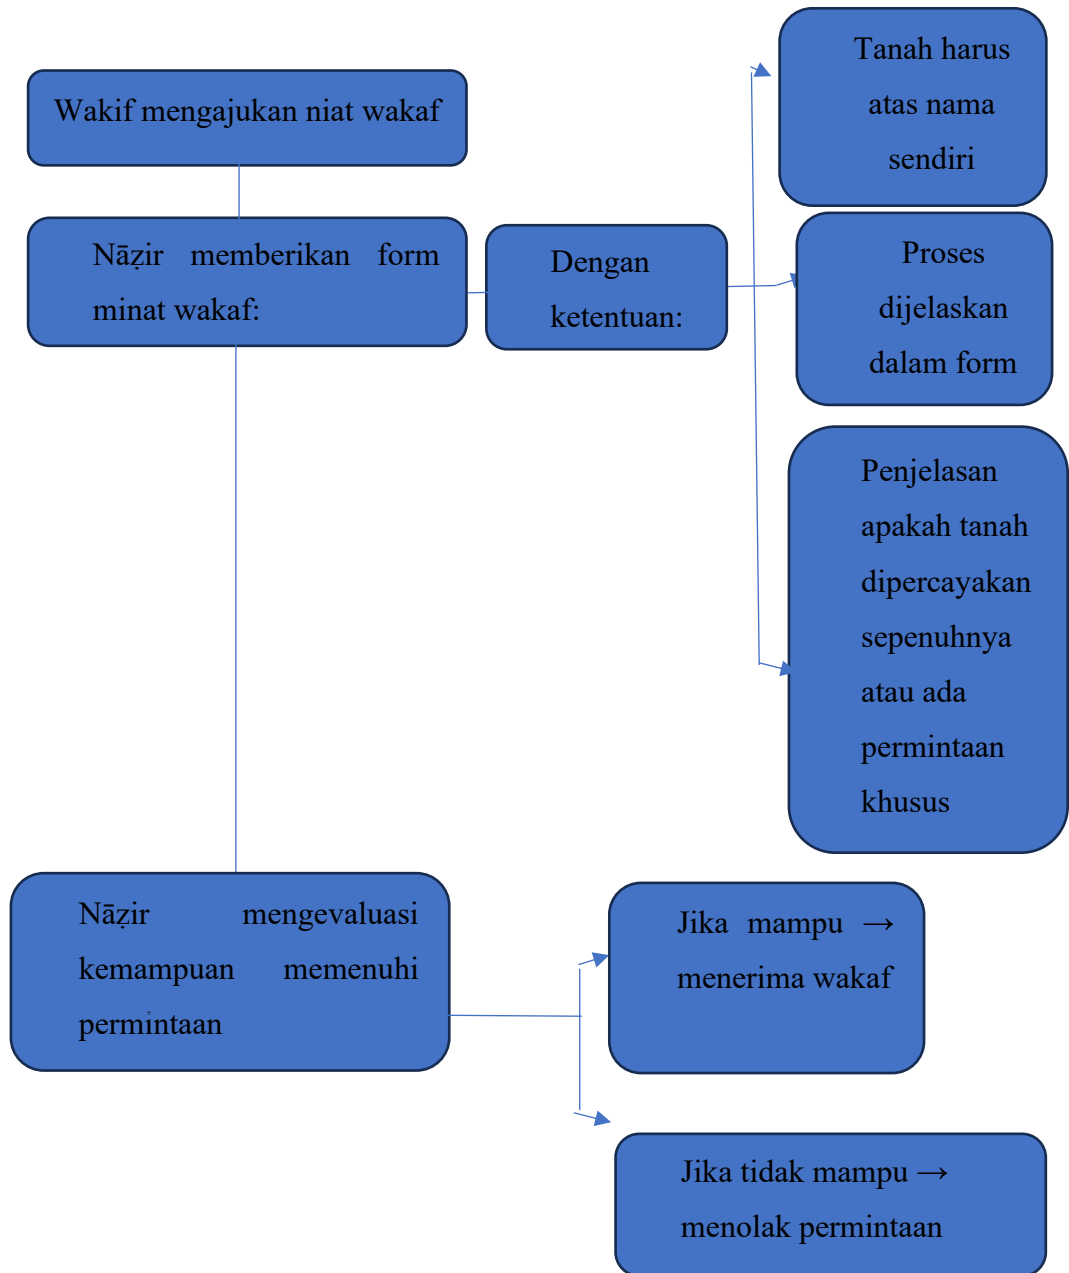 Wakif mengajukan niat wakaf
Nāẓir memberikan form
minat wakaf:
Dengan
ketentuan:
Tanah harus
atas nama
sendiri
Proses
dijelaskan
dalam form
Penjelasan
apakah tanah
dipercayakan
sepenuhnya
atau ada
permintaan
khusus
Nāẓir mengevaluasi
kemampuan memenuhi
permintaan
Jika mampu →
menerima wakaf
Jika tidak mampu →
menolak permintaan